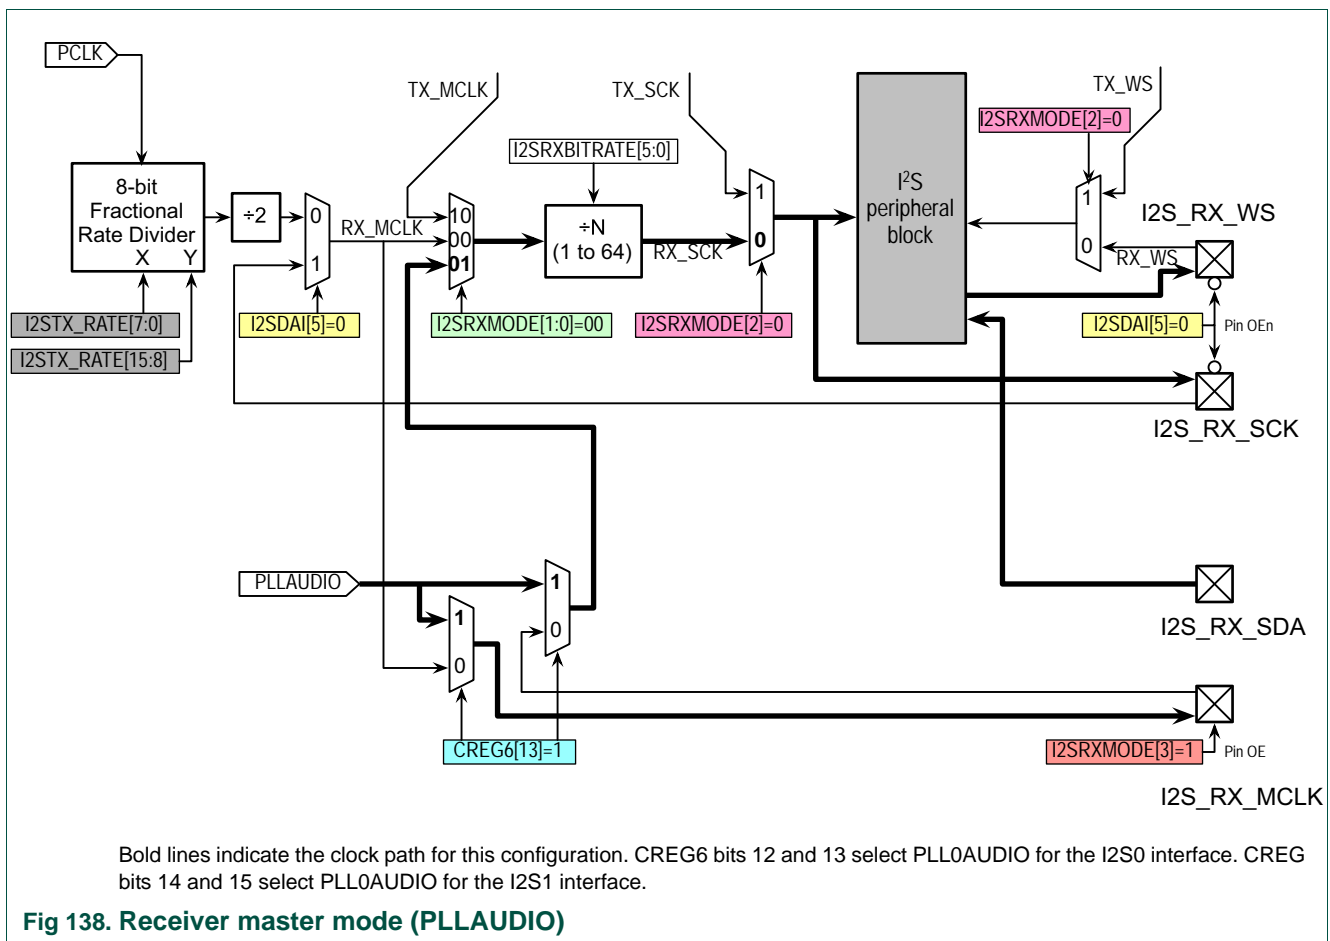 PCLK
TX_MCLK
TX_SCK
TX_WS
I2SRXMODE[2]=0
I2SRXBITRATE[5:0]
8-bit
Fractional
Rate Divider
X Y
÷2
0
1
RX_MCLK
10
00
01
÷N
(1 to 64)
RX_SCK
1
0
I²S
peripheral
block
1
0
I2S_RX_WS
RX_WS
I2STX_RATE[7:0]
I2STX_RATE[15:8]
I2SDAI[5]=0
I2SRXMODE[1:0]=00
I2SRXMODE[2]=0
I2SDAI[5]=0
Pin OEn
I2S_RX_SCK
PLLAUDIO
1
0
1
0
I2S_RX_SDA
CREG6[13]=1
I2SRXMODE[3]=1
Pin OE
I2S_RX_MCLK
Bold lines indicate the clock path for this configuration. CREG6 bits 12 and 13 select PLL0AUDIO for the I2S0 interface. CREG
bits 14 and 15 select PLL0AUDIO for the I2S1 interface.
Fig 138. Receiver master mode (PLLAUDIO)